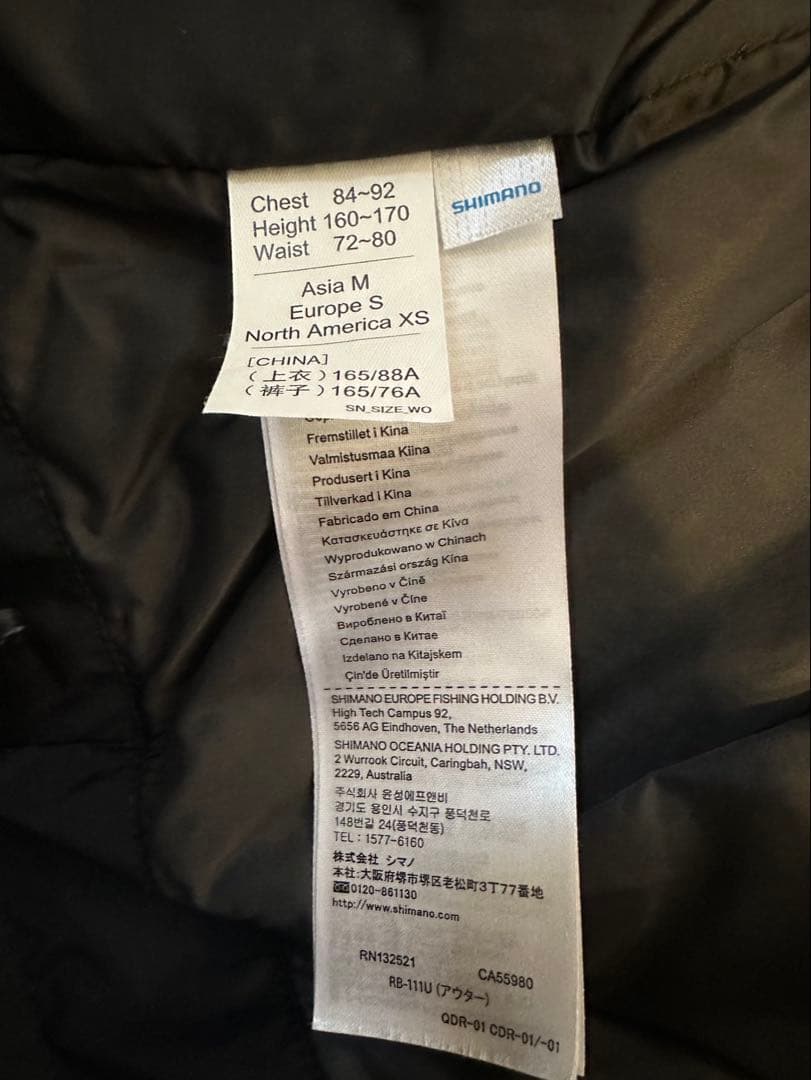 Chest 84~92
Height 160~170
Waist 72~80
Asia M
Europe S
North America XS
[CHINA]
(上衣)165/88A
(裤子)165/76A
SN_SIZE_WO
SHIMANO
Fremstillet i Kina
Valmistusmaa Kiina
Produsert i Kina
Tillverkad i Kina
Fabricado em China
Κατασκευάστηκε σε Κίνα
Wyprodukowano w Chinach
Származási ország Kína
Vyrobeno v Číně
Vyrobené v Číne
Вироблено в Китаї
Сделано в Китае
Izdelano na Kitajskem
Çin'de Üretilmiştir
SHIMANO EUROPE FISHING HOLDING B.V.
High Tech Campus 92,
5656 AG Eindhoven, The Netherlands
SHIMANO OCEANIA HOLDING PTY. LTD.
2 Wurrook Circuit, Caringbah, NSW,
2229, Australia
주식회사 윤성에프앤비
경기도 용인시 수지구 풍덕천로
148번길 24(풍덕천동)
TEL : 1577-6160
株式会社 シマノ
本社:大阪府堺市堺区老松町3丁77番地
0120-861130
http://www.shimano.com
RN132521
CA55980
RB-111U (アウター)
QDR-01 CDR-01/-01